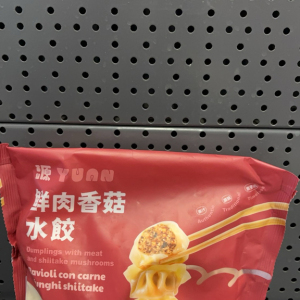 源 YUAN
鲜肉香菇
水餃
Dumplings with meat
and shiitake mushrooms
Ravioli con carne
funghi shiitake